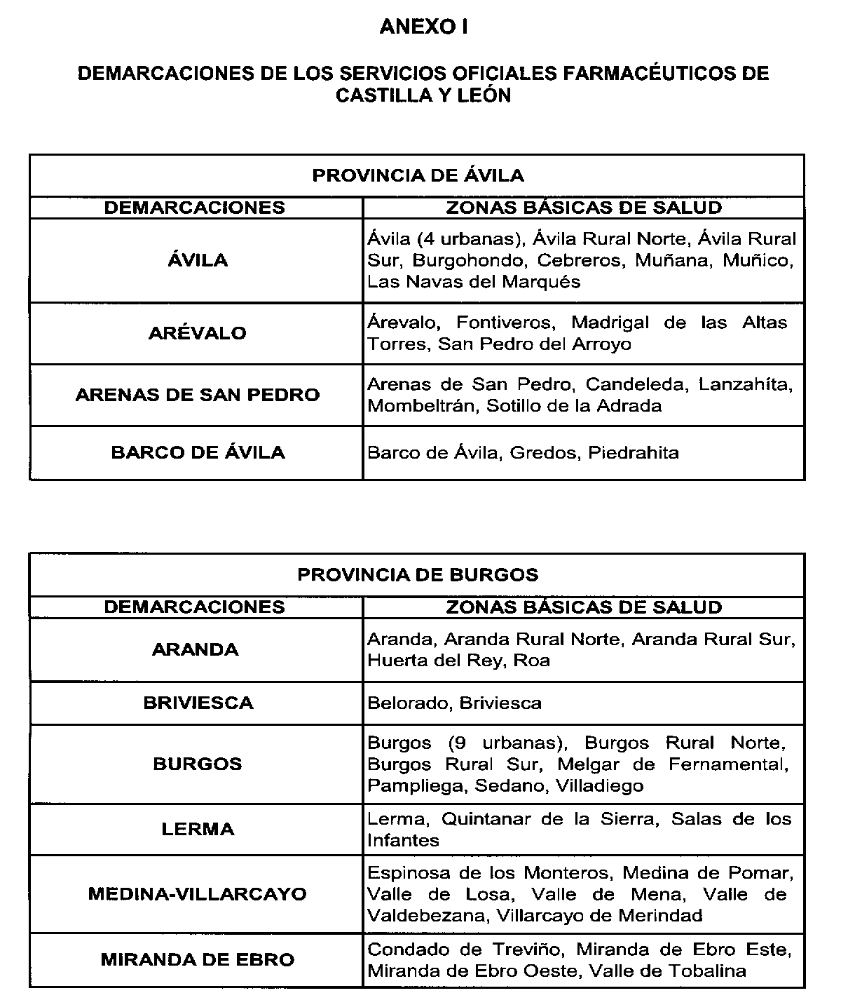 ANEXO I
DEMARCACIONES DE LOS SERVICIOS OFICIALES FARMACÉUTICOS DE
CASTILLA Y LEÓN
PROVINCIA DE ÁVILA
DEMARCACIONES ZONAS BÁSICAS DE SALUD
ÁVILA
Ávila (4 urbanas), Ávila Rural Norte, Ávila Rural
Sur, Burgohondo, Cebreros, Muñana, Muñico,
Las Navas del Marqués
ARÉVALO
Árevalo, Fontiveros, Madrigal de las Altas
Torres, San Pedro del Arroyo
ARENAS DE SAN PEDRO
Arenas de San Pedro, Candeleda, Lanzahíta,
Mombeltrán, Sotillo de la Adrada
BARCO DE ÁVILA
Barco de Ávila, Gredos, Piedrahita
PROVINCIA DE BURGOS
DEMARCACIONES ZONAS BÁSICAS DE SALUD
ARANDA
Aranda, Aranda Rural Norte, Aranda Rural Sur,
Huerta del Rey, Roa
BRIVIESCA
Belorado, Briviesca
BURGOS
Burgos (9 urbanas), Burgos Rural Norte,
Burgos Rural Sur, Melgar de Fernamental,
Pampliega, Sedano, Villadiego
LERMA
Lerma, Quintanar de la Sierra, Salas de los
Infantes
MEDINA-VILLARCAYO
Espinosa de los Monteros, Medina de Pomar,
Valle de Losa, Valle de Mena, Valle de
Valdebezana, Villarcayo de Merindad
MIRANDA DE EBRO
Condado de Treviño, Miranda de Ebro Este,
Miranda de Ebro Oeste, Valle de Tobalina